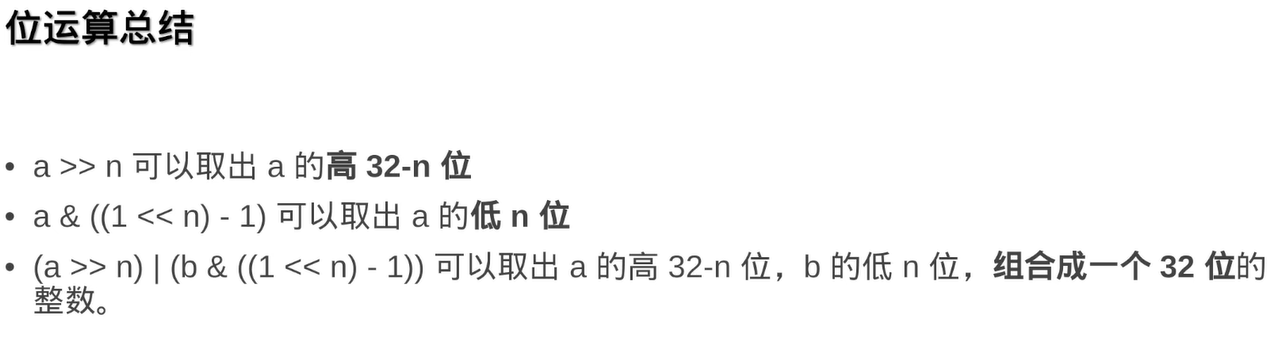 位运算总结
• a >> n 可以取出 a 的高 32-n 位
• a & ((1 << n) - 1) 可以取出 a 的低 n 位
• (a >> n) | (b & ((1 << n) - 1)) 可以取出 a 的高 32-n 位，b 的低 n 位，组合成一个 32 位的
整数。